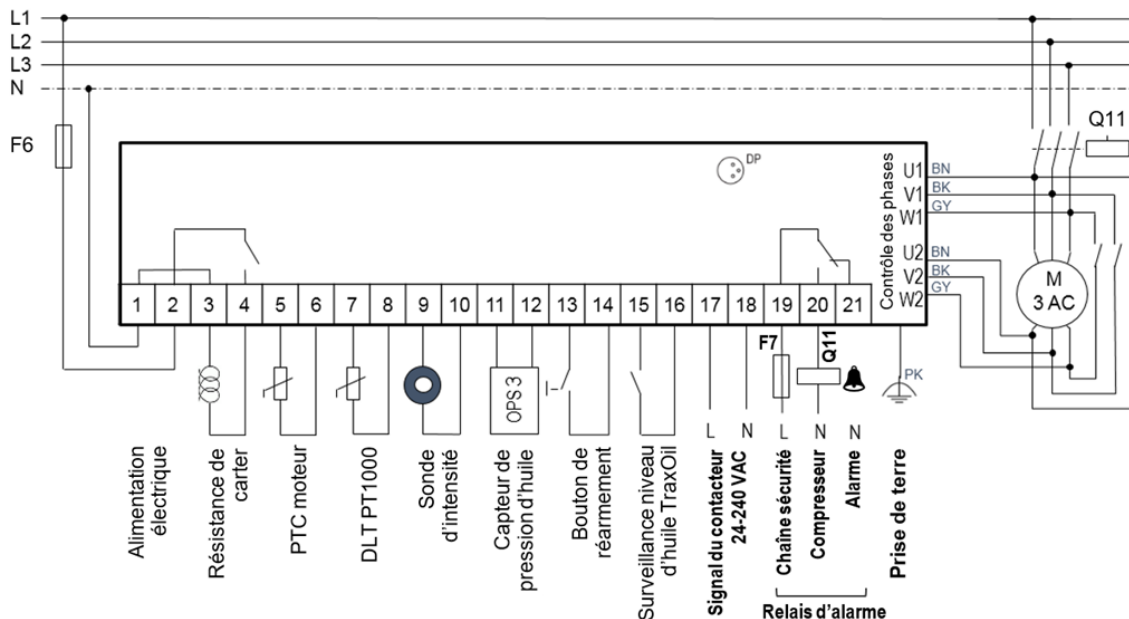 L1
L2
L3
N
F6
Q11
DP
Contrôle des phases
U1 BN
V1 BK
W1 GY
U2 BN
V2 BK
W2 GY
M
3 AC
1 2 3 4 5 6 7 8 9 10 11 12 13 14 15 16 17 18 19 20 21
F7
Q11
OPS 3
PK
L N L N N
Alimentation
électrique
Résistance de
carter
PTC moteur
DLT PT1000
Sonde
d'intensité
Capteur de
pression d'huile
Bouton de
réarmement
Surveillance niveau
d'huile TraxOil
Signal du contacteur
24-240 VAC
Chaîne sécurité
Compresseur
Alarme
Prise de terre
Relais d'alarme